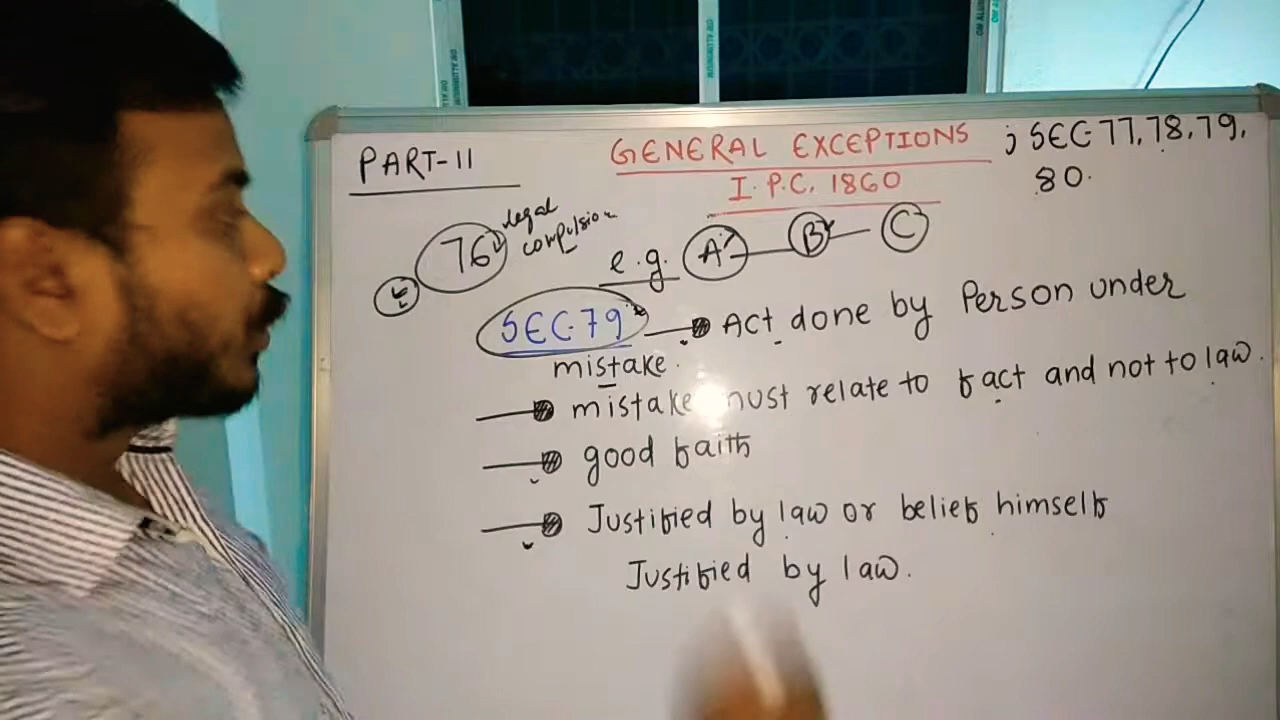 PART-II
GENERAL EXCEPTIONS ; SEC-77, 78, 79,
80.
I.P.C. 1860
76 legal
compulsion
e.g. A B C
SEC.79 Act done by Person under
mistake.
mistake must relate to fact and not to law.
good faith
Justified by law or belief himself
Justified by law.